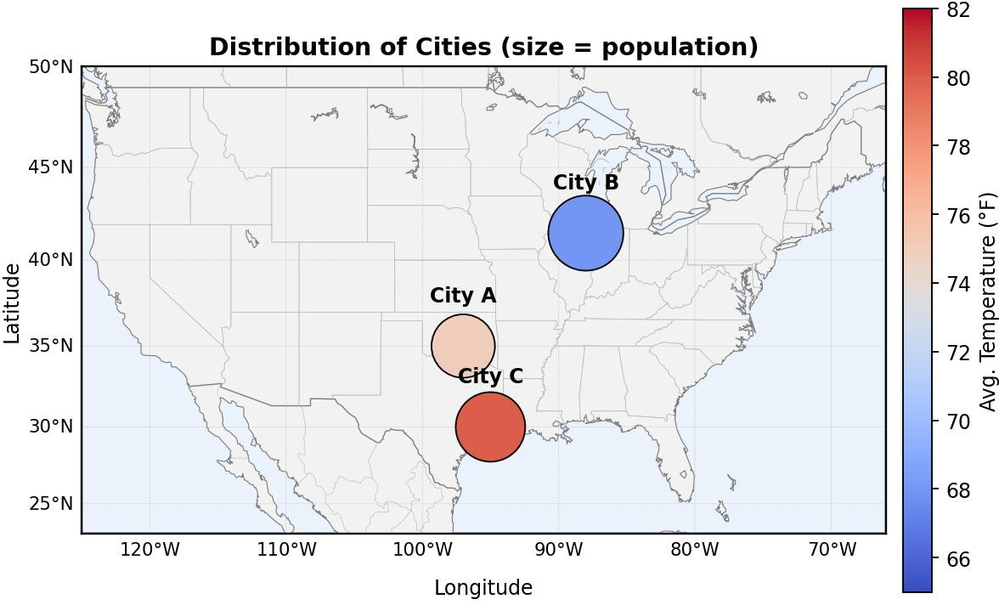 Distribution of Cities (size = population)
50°N
45°N
40°N
35°N
30°N
25°N
Latitude
City B
City A
City C
120°W
110°W
100°W
90°W
80°W
70°W
Longitude
82
80
78
76
74
72
70
68
66
Avg. Temperature (°F)